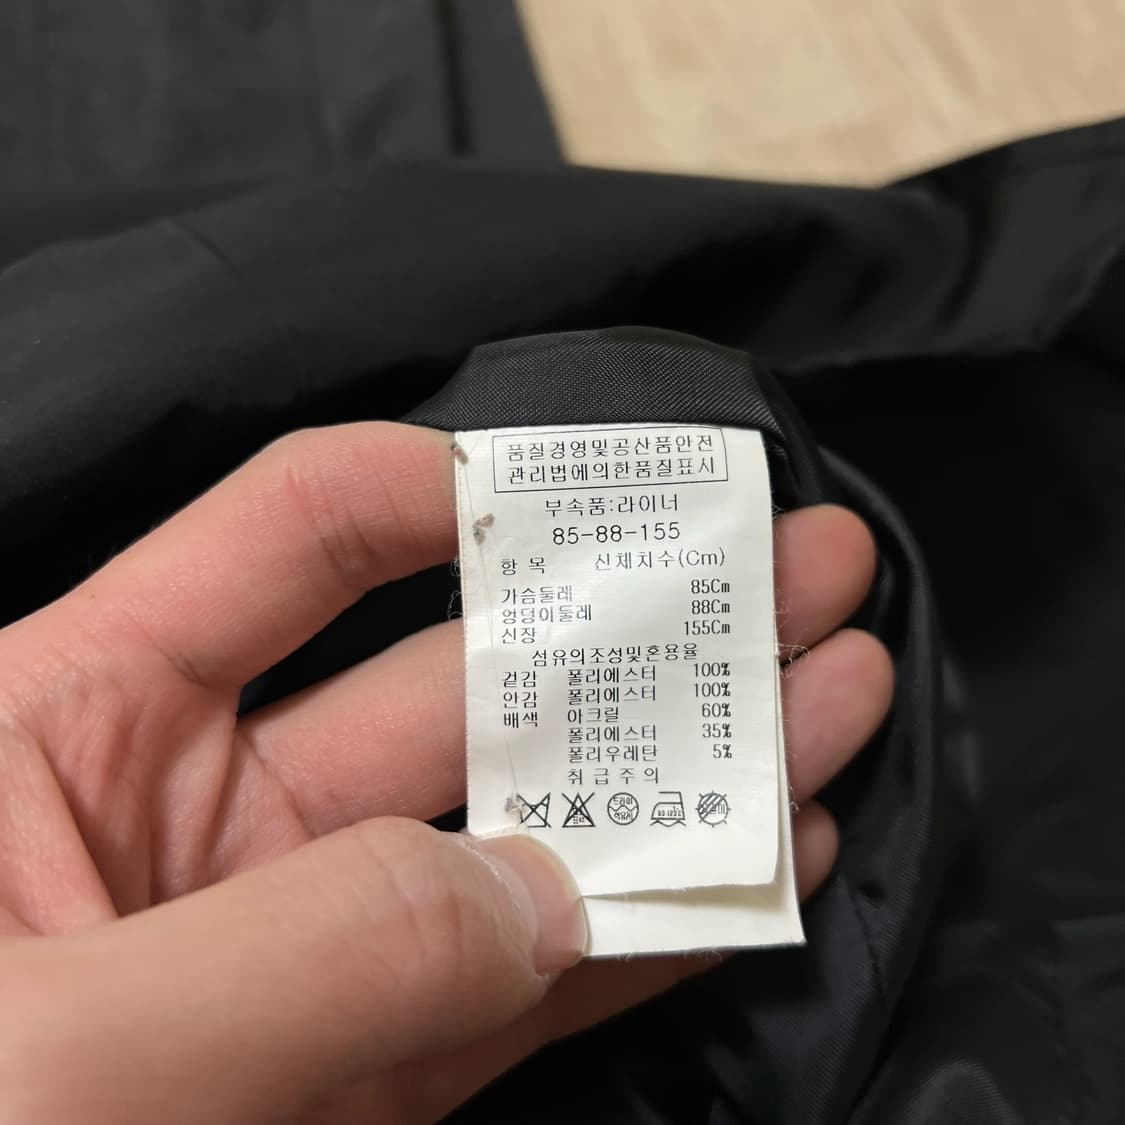 품질경영및공산품안전
관리법에의한품질표시
부속품:라이너
85-88-155
항 목 신체치수(Cm)
가슴둘레 85Cm
엉덩이둘레 88Cm
신장 155Cm
섬유의조성및혼용율
겉감 폴리에스터 100%
안감 폴리에스터 100%
배색 아크릴 60%
폴리에스터 35%
폴리우레탄 5%
취 급 주 의
드라이